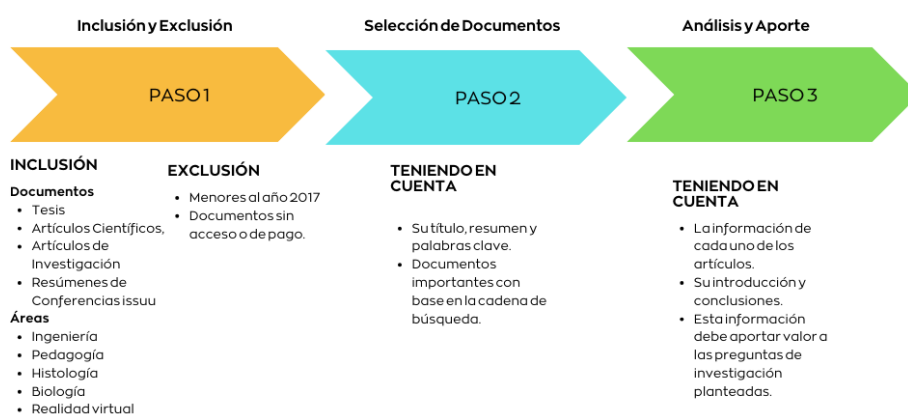 Inclusión y Exclusión
PASO 1
INCLUSIÓN
Documentos
• Tesis
• Artículos Científicos,
• Artículos de
Investigación
• Resúmenes de
Conferencias issuu
Áreas
• Ingeniería
• Pedagogía
• Histología
• Biología
• Realidad virtual
EXCLUSIÓN
• Menores al año 2017
• Documentos sin
acceso o de pago.
Selección de Documentos
PASO 2
TENIENDO EN
CUENTA
• Su título, resumen y
palabras clave.
• Documentos
importantes con
base en la cadena de
búsqueda.
Análisis y Aporte
PASO 3
TENIENDO EN
CUENTA
• La información de
cada uno de los
artículos.
• Su introducción y
conclusiones.
• Esta información
debe aportar valor a
las preguntas de
investigación
planteadas.